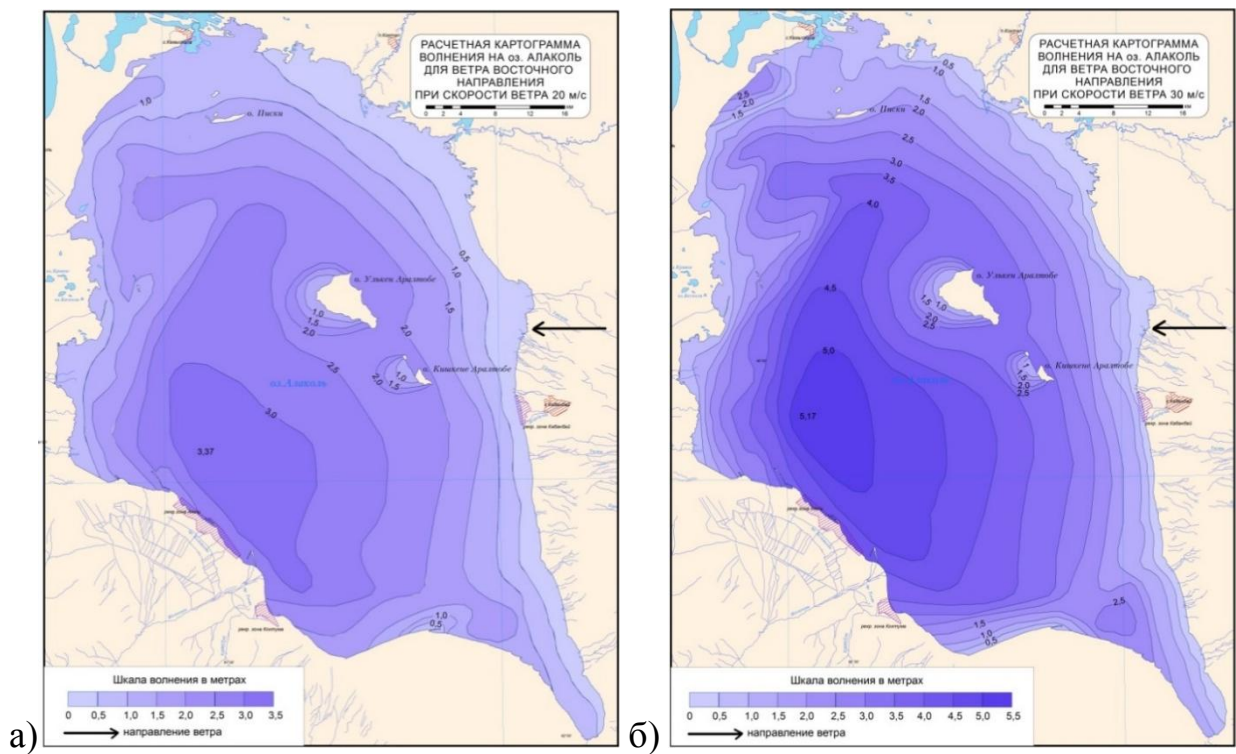 РАСЧЕТНАЯ КАРТОГРАММА
ВОЛНЕНИЯ НА оз. АЛАКОЛЬ
ДЛЯ ВЕТРА ВОСТОЧНОГО
НАПРАВЛЕНИЯ
ПРИ СКОРОСТИ ВЕТРА 20 м/с
1,0
о. Писки
0,5
1,0
1,5
о. Улькен Аралтобе
1,0
1,5
2,0
2,0
2,5
о. Кишкене Аралтобе
2,0
1,0
1,5
оз. Алаколь
3,0
3,37
1,0
0,5
Шкала волнения в метрах
0 0,5 1,0 1,5 2,0 2,5 3,0 3,5
направление ветра
а)
РАСЧЕТНАЯ КАРТОГРАММА
ВОЛНЕНИЯ НА оз. АЛАКОЛЬ
ДЛЯ ВЕТРА ВОСТОЧНОГО
НАПРАВЛЕНИЯ
ПРИ СКОРОСТИ ВЕТРА 30 м/с
0,5
1,0
2,5
2,0
1,5
о. Писки
1,5
2,0
2,5
3,0
3,5
4,0
о. Улькен Аралтобе
4,5
1,5
1,0
2,0
2,5
5,0
о. Кишкене Аралтобе
1
1,5
2,0
2,5
5,17
2,5
1,5
1,0
0,5
Шкала волнения в метрах
0 0,5 1,0 1,5 2,0 2,5 3,0 3,5 4,0 4,5 5,0 5,5
направление ветра
б)